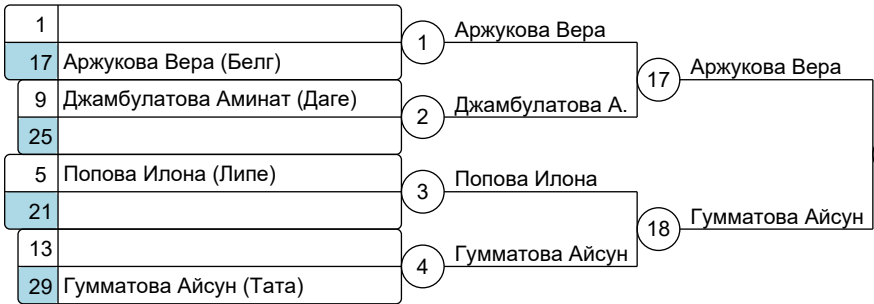 1
17 Аржукова Вера (Белг)
9 Джамбулатова Аминат (Даге)
25
5 Попова Илона (Липе)
21
13
29 Гумматова Айсун (Тата)
1 Аржукова Вера
2 Джамбулатова А.
3 Попова Илона
4 Гумматова Айсун
17 Аржукова Вера
18 Гумматова Айсун